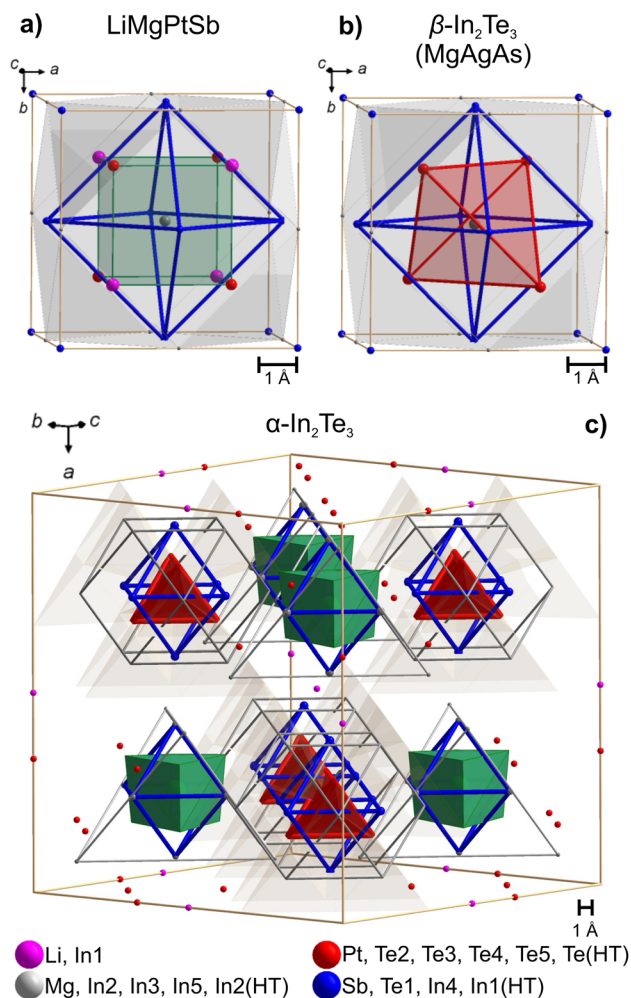 a) LiMgPtSb
b) β-In₂Te₃
(MgAgAs)
c a
b
c a
b
1 Å
1 Å
α-In₂Te₃
c)
b c
a
1 Å
Li, In1
Pt, Te2, Te3, Te4, Te5, Te(HT)
Mg, In2, In3, In5, In2(HT)
Sb, Te1, In4, In1(HT)